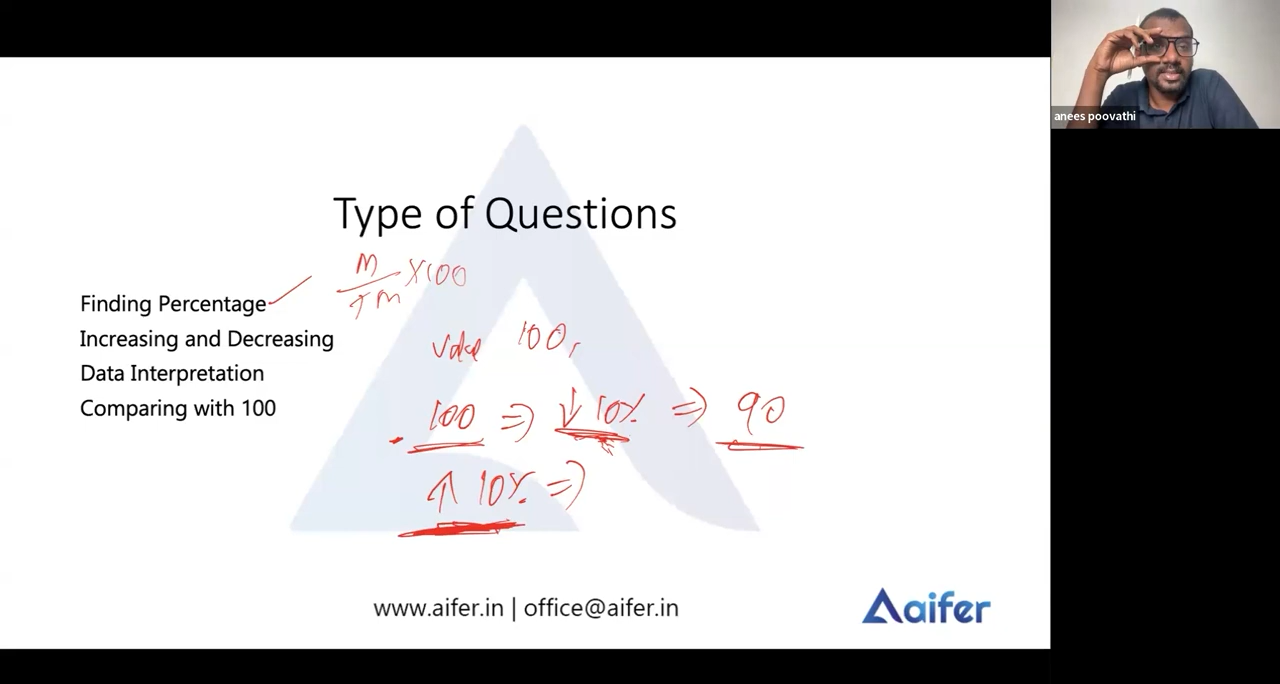 anees poovathi
Type of Questions
M
TM
X100
Finding Percentage
Increasing and Decreasing
Data Interpretation
Comparing with 100
100,
100 ⇒ ↓ 10% ⇒ 90
↑ 10% ⇒
www.aifer.in | office@aifer.in
aifer